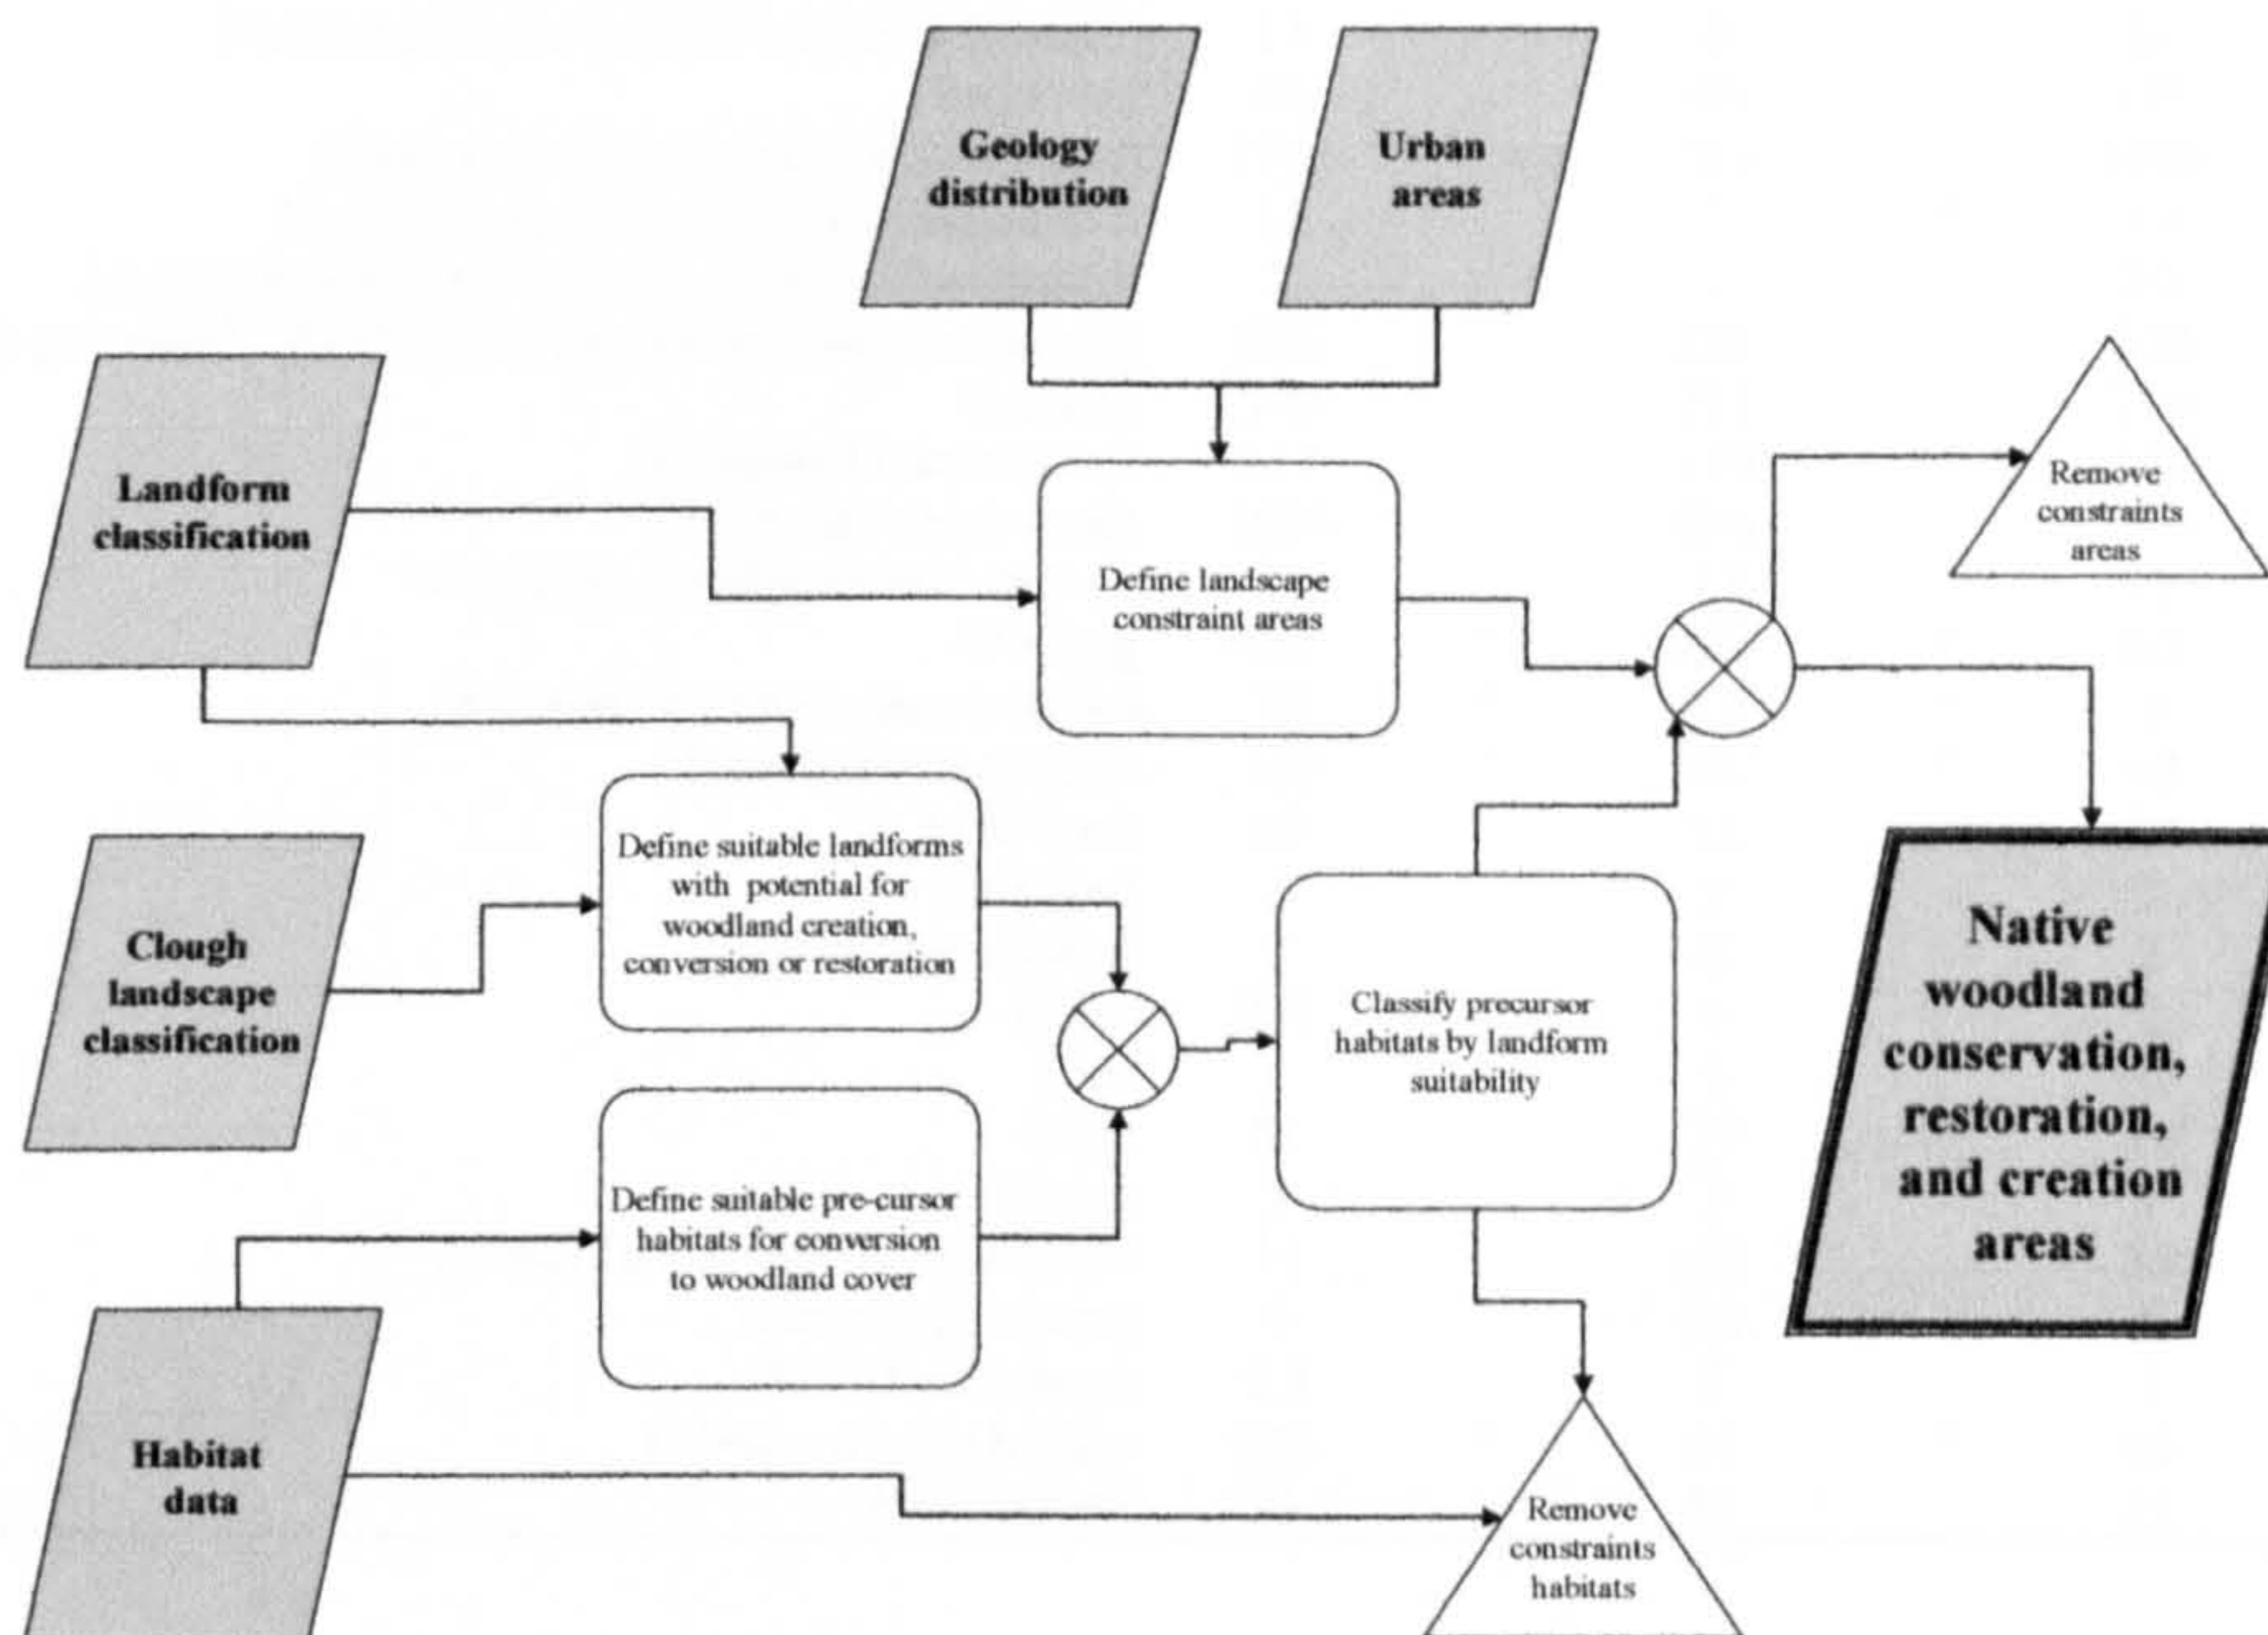 Geology
distribution
Urban
areas
Landform
classification
Remove
constraints
areas
Define landscape
constraint areas
Define suitable landforms
with potential for
woodland creation,
conversion or restoration
Clough
landscape
classification
Native
woodland
conservation,
restoration,
and creation
areas
Classify precursor
habitats by landform
suitability
Define suitable pre-cursor
habitats for conversion
to woodland cover
Habitat
data
Remove
constraints
habitats